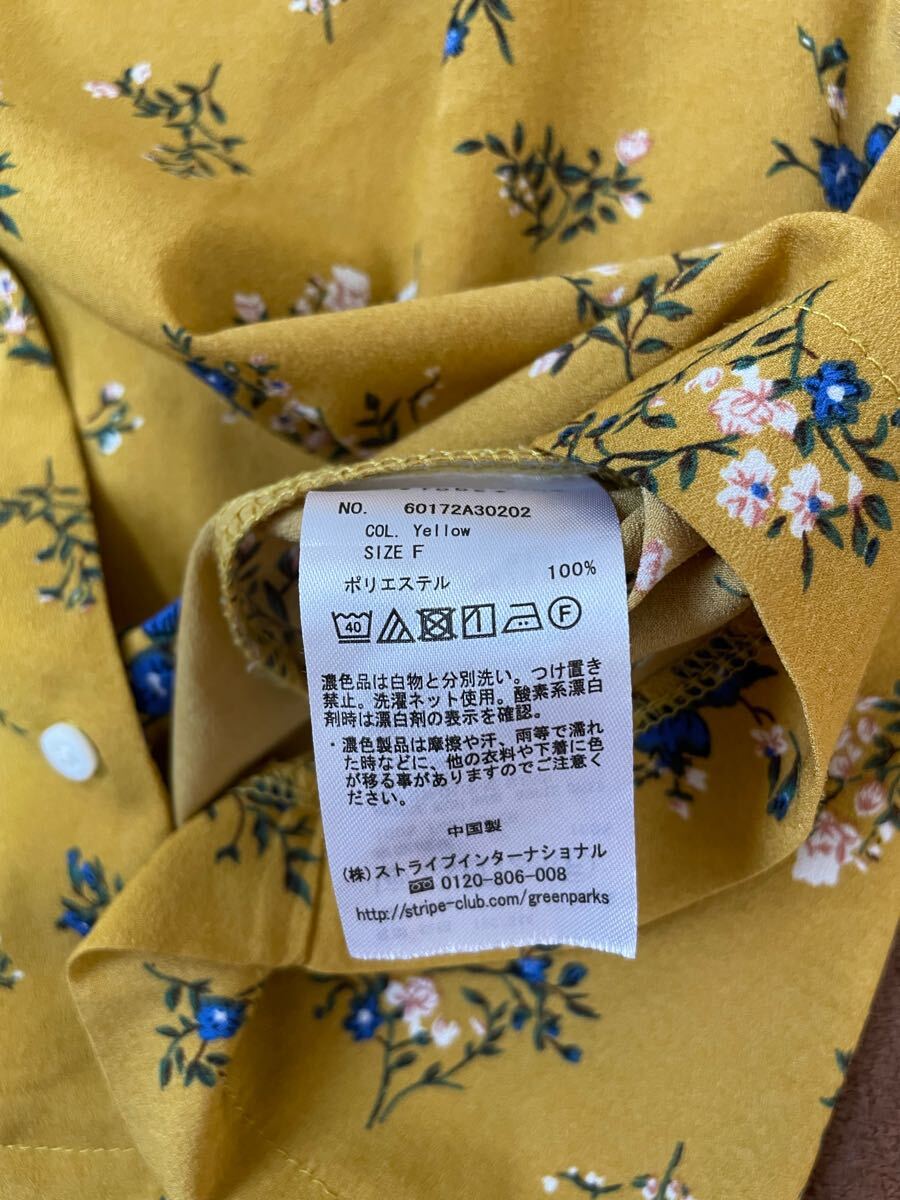 NO. 60172A30202
COL. Yellow
SIZE F
ポリエステル 100%
40 F
濃色品は白物と分別洗い。つけ置き
禁止。洗濯ネット使用。酸素系漂白
剤時は漂白剤の表示を確認。
・濃色製品は摩擦や汗、雨等で濡れ
た時などに、他の衣料や下着に色
が移る事がありますのでご注意く
ださい。
中国製
(株)ストライプインターナショナル
0120-806-008
http://stripe-club.com/greenparks